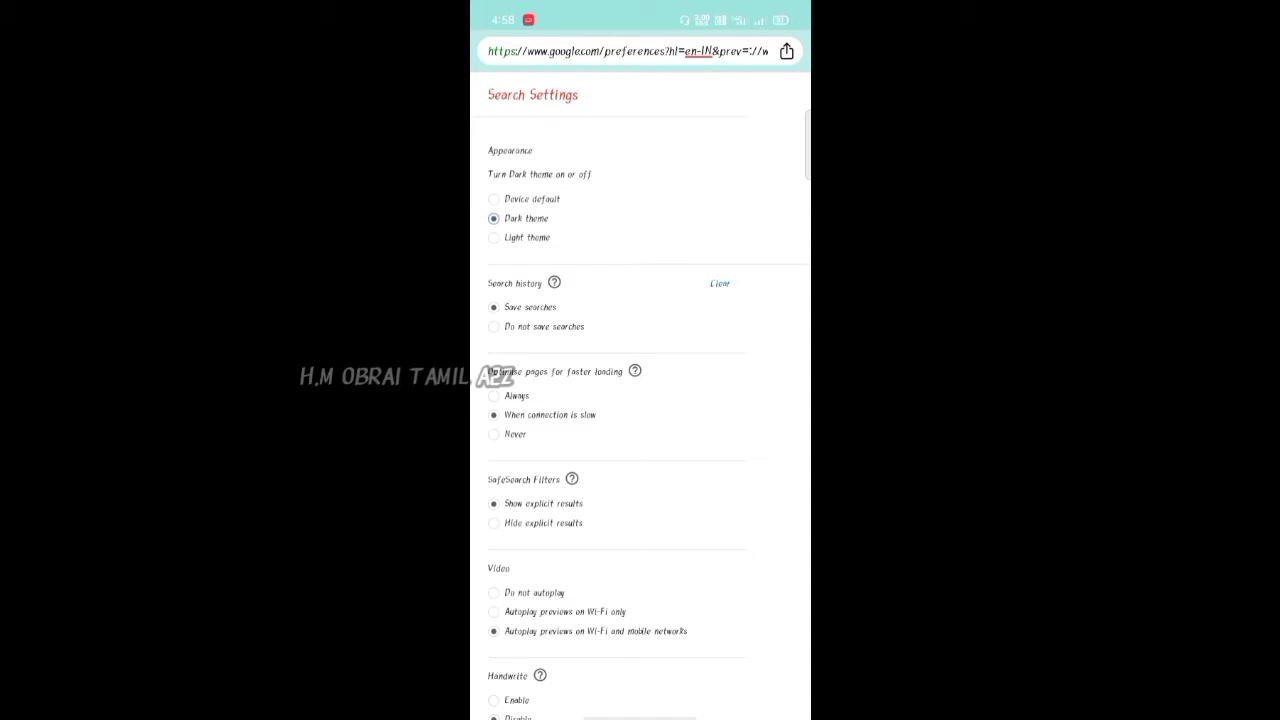 4:58
https://www.google.com/preferences?hl=en-IN&prev=://w
Search Settings
Appearance
Turn Dark theme on or off
Device default
Dark theme
Light theme
Search history Clear
Save searches
Do not save searches
H.M OBRAI TAMIL AEZ
Optimise pages for faster loading
Always
When connection is slow
Never
SafeSearch Filters
Show explicit results
Hide explicit results
Video
Do not autoplay
Autoplay previews on Wi-Fi only
Autoplay previews on Wi-Fi and mobile networks
Handwrite
Enable
Disable